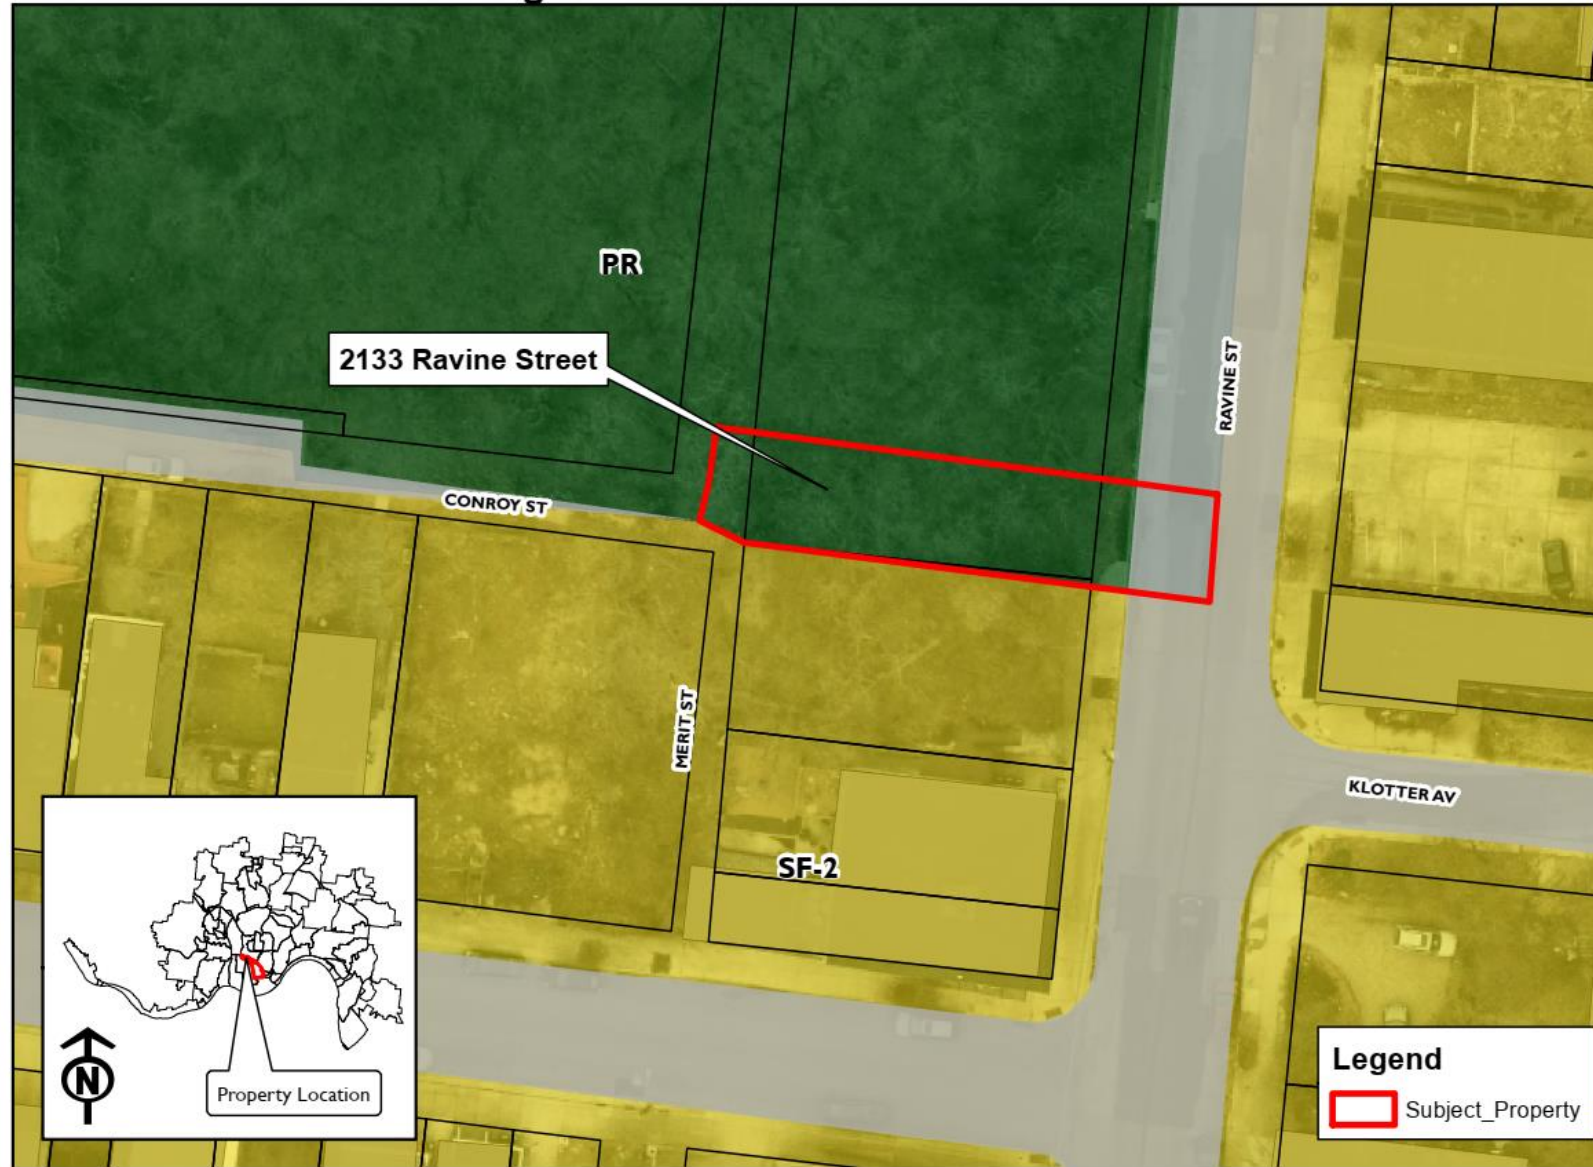 PR
2133 Ravine Street
RAVINE ST
CONROY ST
MERIT ST
KLOTTER AV
SF-2
N
Property Location
Legend
Subject_Property